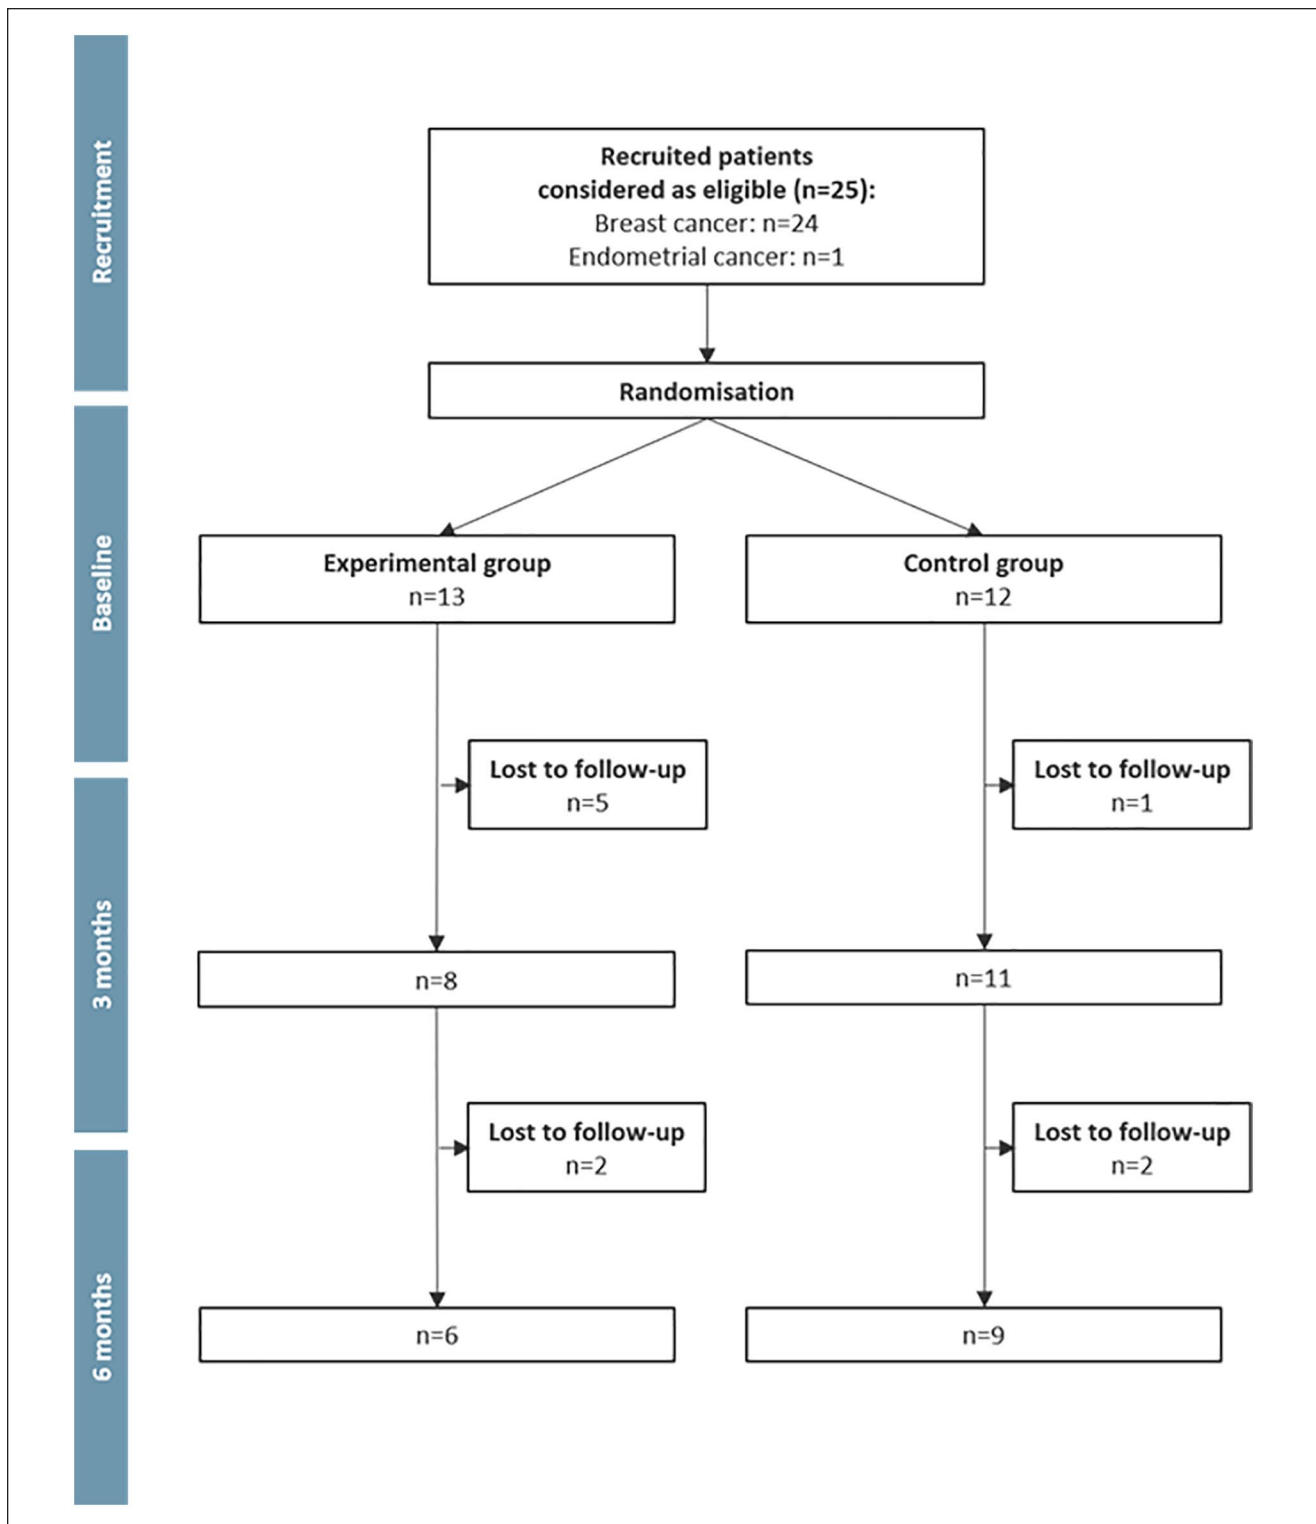 Recruitment
Recruited patients
considered as eligible (n=25):
Breast cancer: n=24
Endometrial cancer: n=1
Randomisation
Baseline
Experimental group
n=13
Control group
n=12
Lost to follow-up
n=5
Lost to follow-up
n=1
3 months
n=8
n=11
Lost to follow-up
n=2
Lost to follow-up
n=2
6 months
n=6
n=9